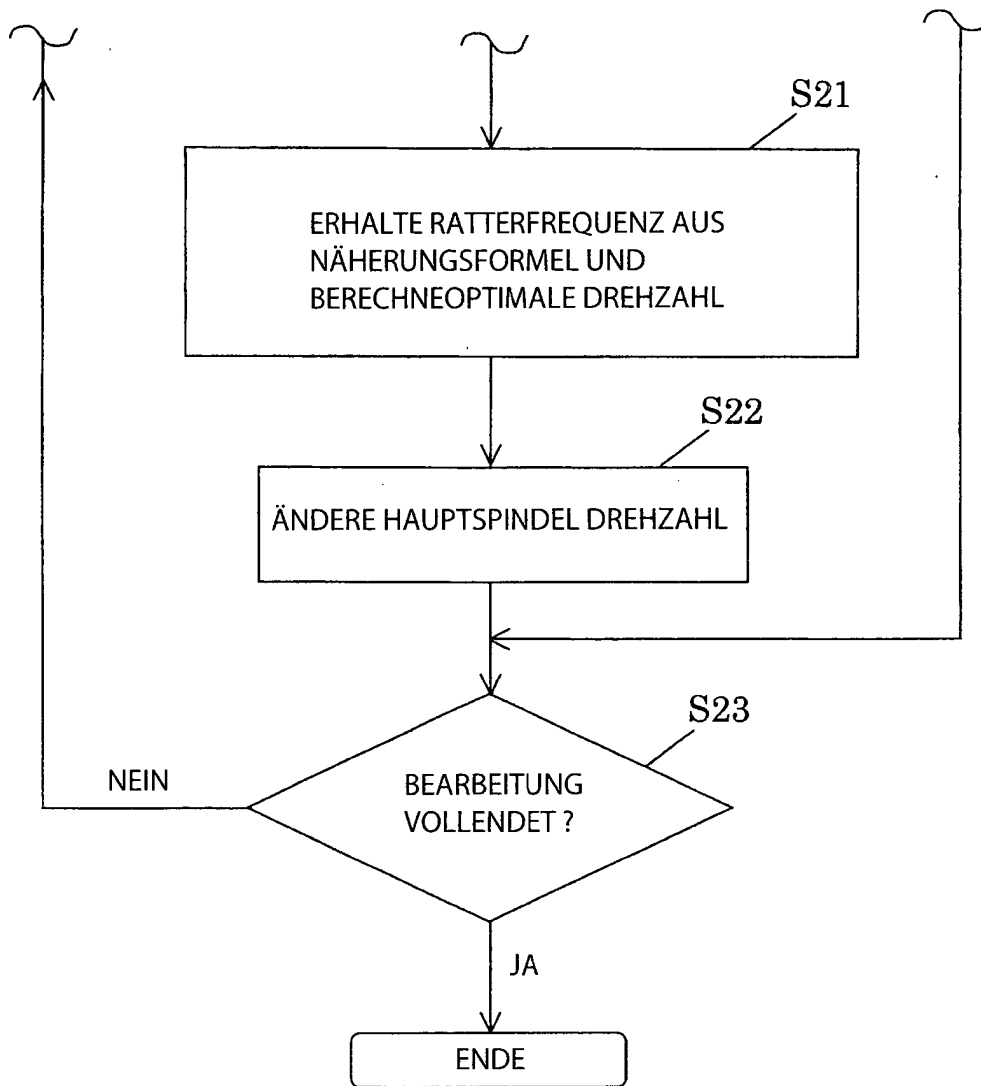 S21
ERHALTE RATTERFREQUENZ AUS
NÄHERUNGSFORMEL UND
BERECHNEOPTIMALE DREHZAHL
S22
ÄNDERE HAUPTSPINDEL DREHZAHL
S23
NEIN
BEARBEITUNG
VOLLENDET ?
JA
ENDE